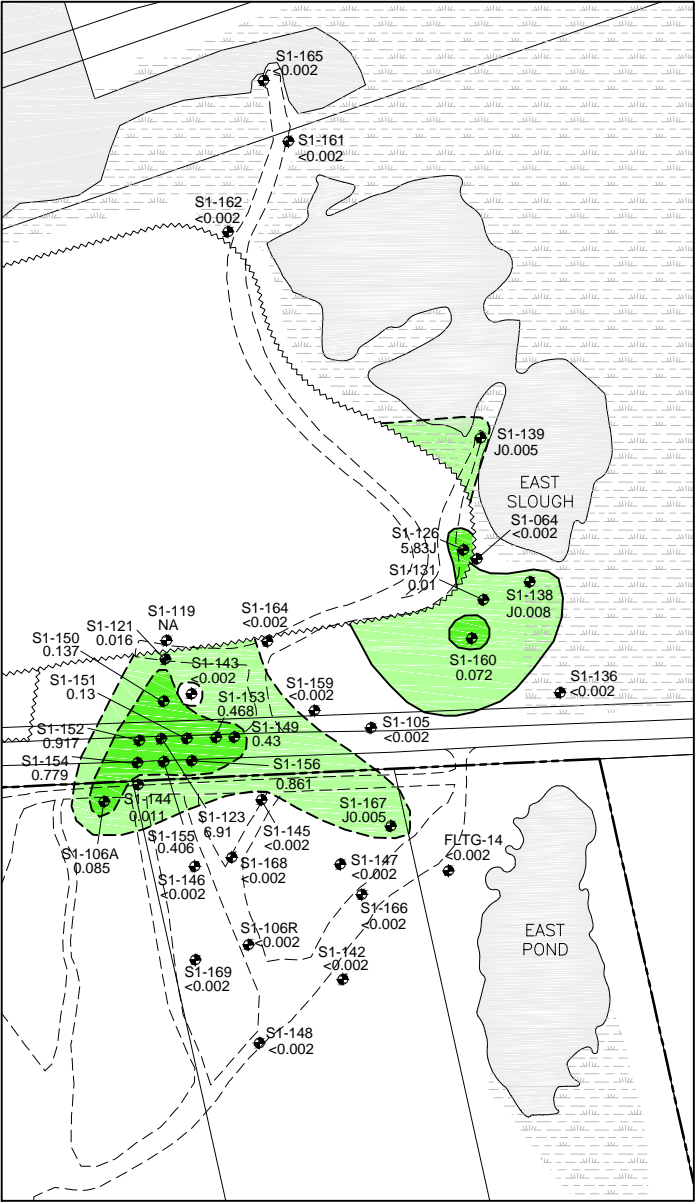 S1-165
<0.002
S1-161
<0.002
S1-162
<0.002
S1-139
J0.005
EAST
SLOUGH
S1-064
<0.002
S1-126
5.83J
S1-131
0.01
S1-138
J0.008
S1-160
0.072
S1-136
<0.002
S1-119
NA
S1-164
<0.002
S1-121
0.016
S1-150
0.137
S1-143
<0.002
S1-151
0.13
S1-153
0.468
S1-159
<0.002
S1-152
0.917
S1-149
0.43
S1-105
<0.002
S1-154
0.779
S1-156
0.861
S1-144
0.011
S1-167
J0.005
S1-123
6.91
S1-145
<0.002
S1-155
0.406
S1-106A
0.085
FLTG-14
<0.002
S1-168
<0.002
S1-147
<0.002
S1-146
<0.002
S1-166
<0.002
S1-106R
<0.002
EAST
POND
S1-142
<0.002
S1-169
<0.002
S1-148
<0.002